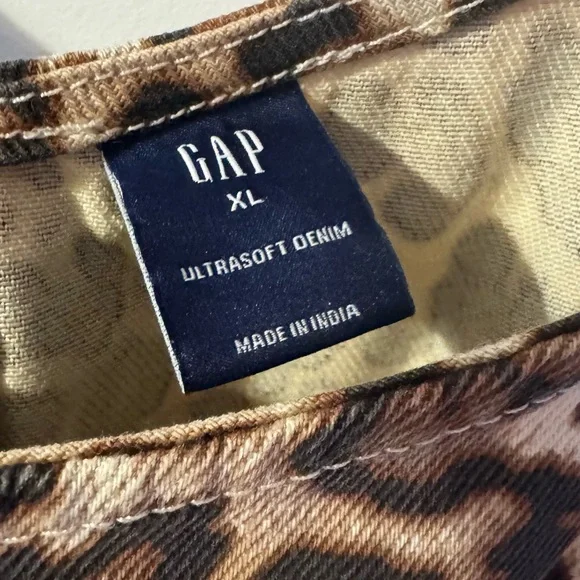 GAP
XL
ULTRASOFT DENIM
MADE IN INDIA